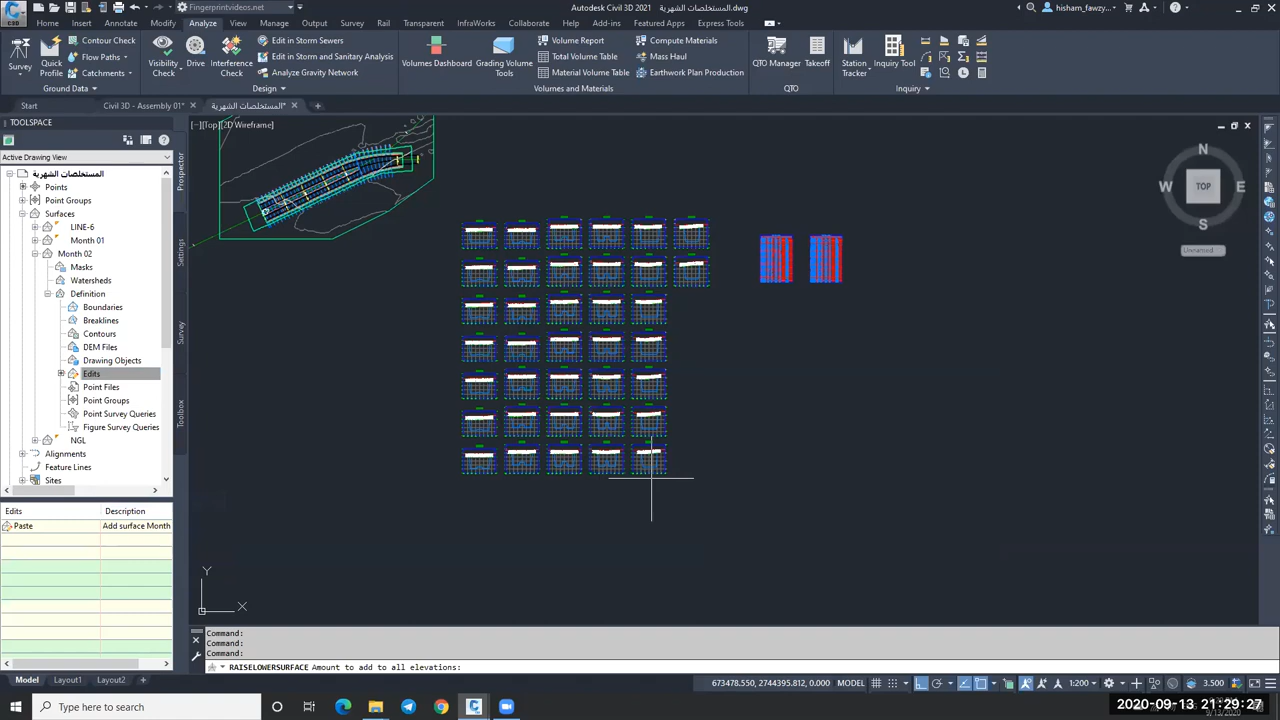 Fingerprintvideos.net
Autodesk Civil 3D 2021 المستخلصات الشهرية.dwg
hisham_fawzy...
Home Insert Annotate Modify Analyze View Manage Output Survey Rail Transparent InfraWorks Collaborate Help Add-ins Featured Apps Express Tools
Contour Check
Flow Paths
Catchments
Survey
Quick Profile
Ground Data
Visibility Check
Drive
Interference Check
Edit in Storm Sewers
Edit in Storm and Sanitary Analysis
Analyze Gravity Network
Design
Volumes Dashboard
Grading Volume Tools
Volume Report
Total Volume Table
Material Volume Table
Compute Materials
Mass Haul
Earthwork Plan Production
Volumes and Materials
QTO Manager
Takeoff
QTO
Station Tracker
Inquiry Tool
Inquiry
Start
Civil 3D - Assembly 01*
المستخلصات الشهرية*
TOOLSPACE
Active Drawing View
المستخلصات الشهرية
Points
Point Groups
Surfaces
LINE-6
Month 01
Month 02
Masks
Watersheds
Definition
Boundaries
Breaklines
Contours
DEM Files
Drawing Objects
Edits
Point Files
Point Groups
Point Survey Queries
Figure Survey Queries
NGL
Alignments
Feature Lines
Sites
Prospector
Settings
Survey
Toolbox
Edits Description
Paste Add surface Month
[−][Top][2D Wireframe]
N
W TOP E
S
Unnamed
Y
X
Command:
Command:
Command:
RAISELOWERSURFACE Amount to add to all elevations:
Model Layout1 Layout2
673478.550, 2744395.812, 0.000 MODEL
1:200
3.500
Type here to search
2020-09-13 21:29:27